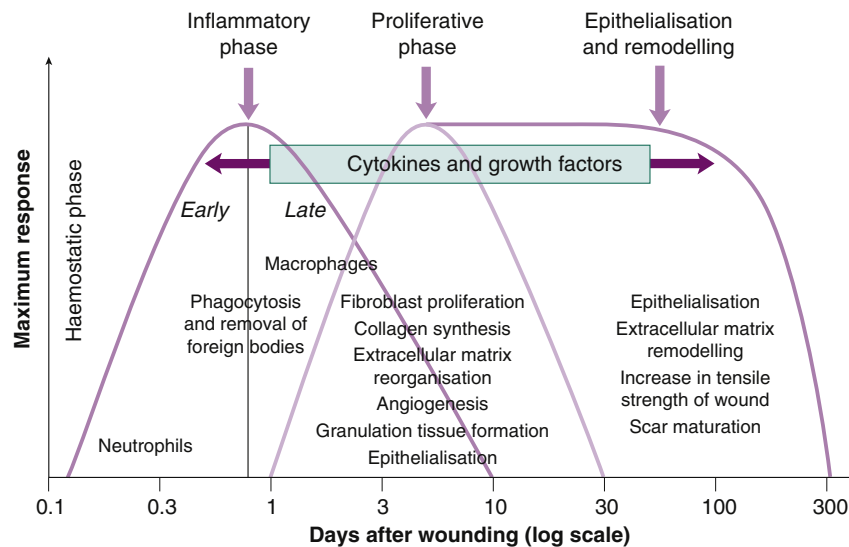 Inflammatory
phase
Proliferative
phase
Epithelialisation
and remodelling
Maximum response
Haemostatic phase
Cytokines and growth factors
Early
Late
Macrophages
Phagocytosis
and removal of
foreign bodies
Neutrophils
Fibroblast proliferation
Collagen synthesis
Extracellular matrix
reorganisation
Angiogenesis
Granulation tissue formation
Epithelialisation
Epithelialisation
Extracellular matrix
remodelling
Increase in tensile
strength of wound
Scar maturation
0.1 0.3 1 3 10 30 100 300
Days after wounding (log scale)